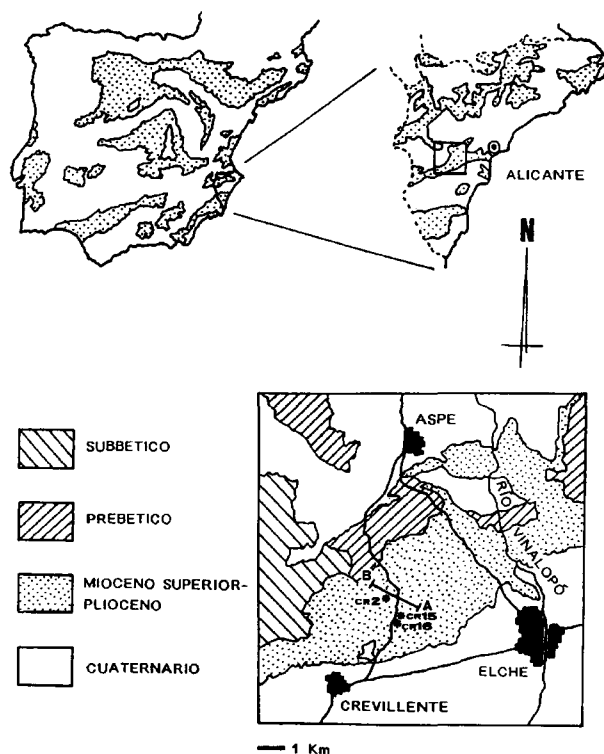 ALICANTE
N
SUBBETICO
PREBETICO
MIOCENO SUPERIOR-
PLIOCENO
CUATERNARIO
ASPE
RIO
VINALOPÓ
B
CR2
A
CR15
CR16
ELCHE
CREVILLENTE
1 Km